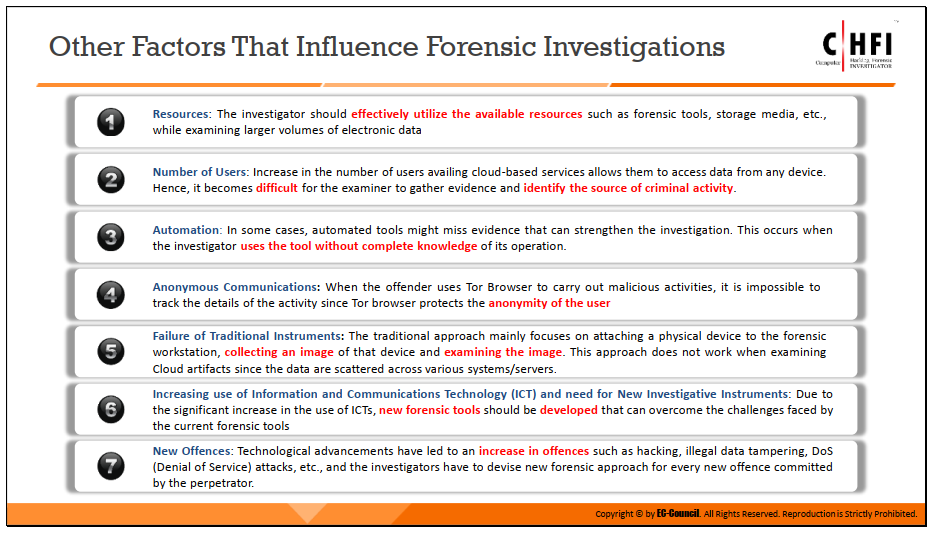 Other Factors That Influence Forensic Investigations
C HFI
Computer Hacking Forensic
INVESTIGATOR
1
Resources: The investigator should effectively utilize the available resources such as forensic tools, storage media, etc.,
while examining larger volumes of electronic data
2
Number of Users: Increase in the number of users availing cloud-based services allows them to access data from any device.
Hence, it becomes difficult for the examiner to gather evidence and identify the source of criminal activity.
3
Automation: In some cases, automated tools might miss evidence that can strengthen the investigation. This occurs when
the investigator uses the tool without complete knowledge of its operation.
4
Anonymous Communications: When the offender uses Tor Browser to carry out malicious activities, it is impossible to
track the details of the activity since Tor browser protects the anonymity of the user
5
Failure of Traditional Instruments: The traditional approach mainly focuses on attaching a physical device to the forensic
workstation, collecting an image of that device and examining the image. This approach does not work when examining
Cloud artifacts since the data are scattered across various systems/servers.
6
Increasing use of Information and Communications Technology (ICT) and need for New Investigative Instruments: Due to
the significant increase in the use of ICTs, new forensic tools should be developed that can overcome the challenges faced by
the current forensic tools
7
New Offences: Technological advancements have led to an increase in offences such as hacking, illegal data tampering, DoS
(Denial of Service) attacks, etc., and the investigators have to devise new forensic approach for every new offence committed
by the perpetrator.
Copyright © by EC-Council. All Rights Reserved. Reproduction is Strictly Prohibited.